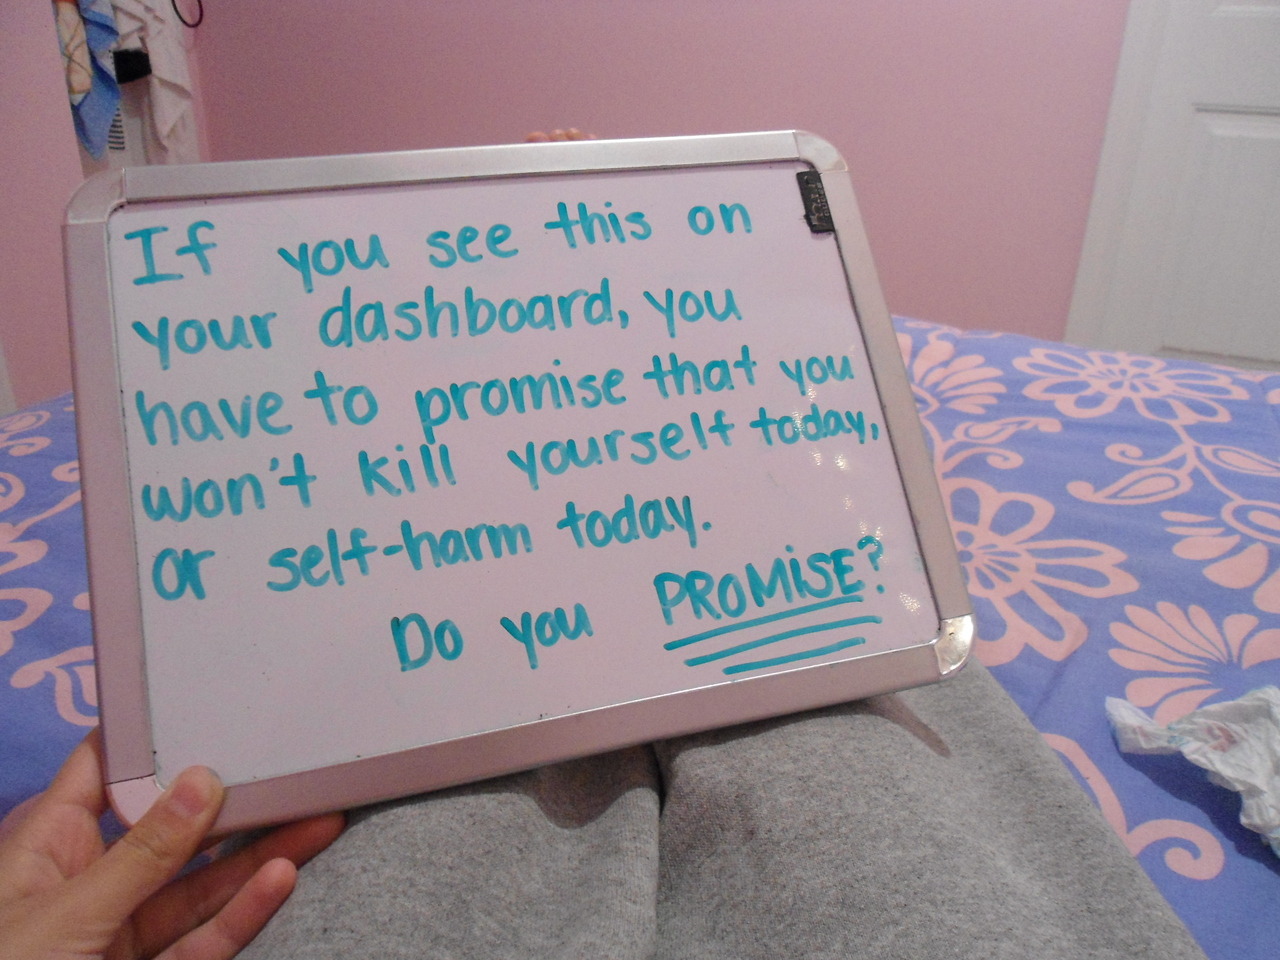 If you see this on
your dashboard, you
have to promise that you
won't kill yourself today,
or self-harm today.
Do you PROMISE?